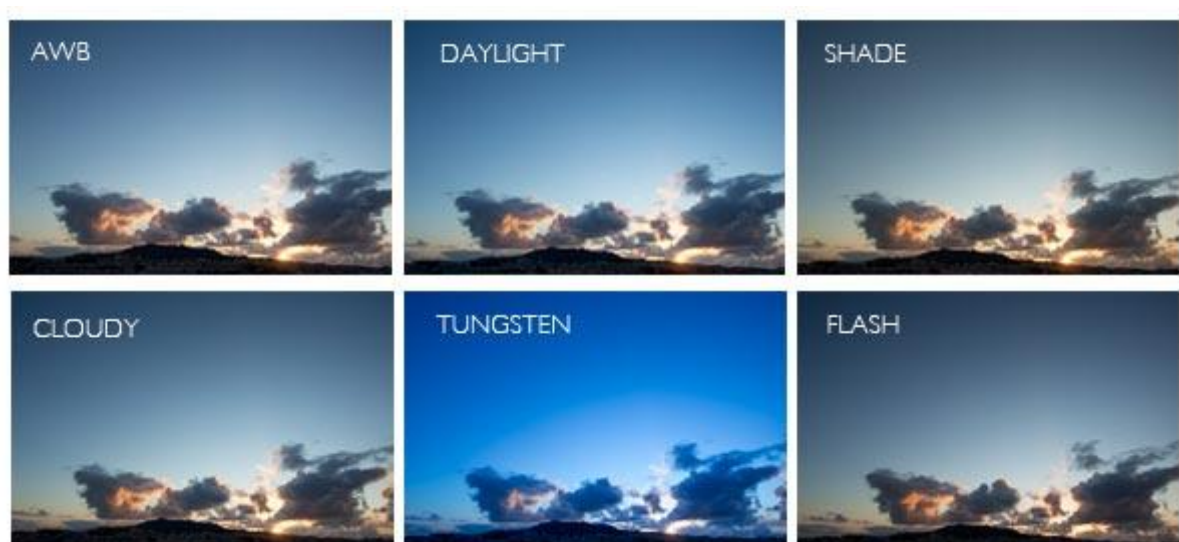 AWB
DAYLIGHT
SHADE
CLOUDY
TUNGSTEN
FLASH